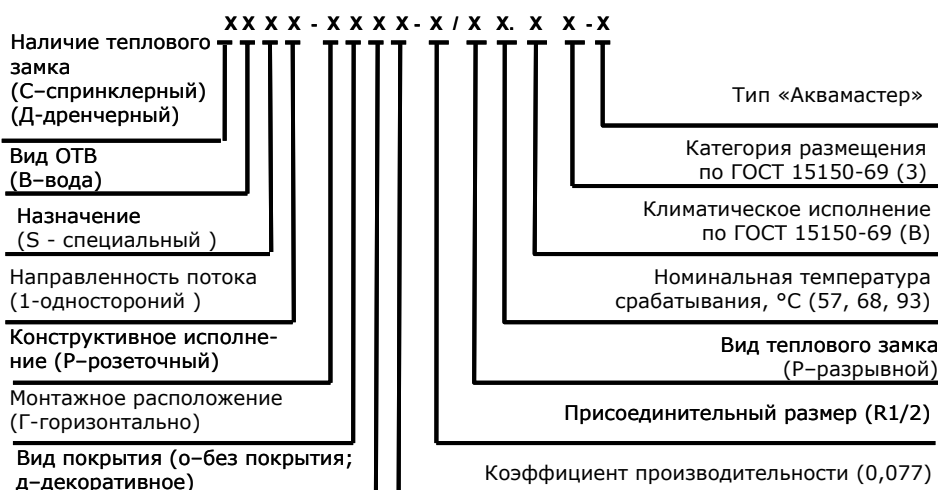 XX X X - X X X X - X / X X. X X - X
Наличие теплового
замка
(С–спринклерный)
(Д-дренчерный)
Вид ОТВ
(В–вода)
Назначение
(S - специальный )
Направленность потока
(1-одностороний )
Конструктивное исполне-
ние (Р–розеточный)
Монтажное расположение
(Г-горизонтально)
Вид покрытия (о–без покрытия;
д–декоративное)
Тип «Аквамастер»
Категория размещения
по ГОСТ 15150-69 (3)
Климатическое исполнение
по ГОСТ 15150-69 (В)
Номинальная температура
срабатывания, °С (57, 68, 93)
Вид теплового замка
(Р–разрывной)
Присоединительный размер (R1/2)
Коэффициент производительности (0,077)